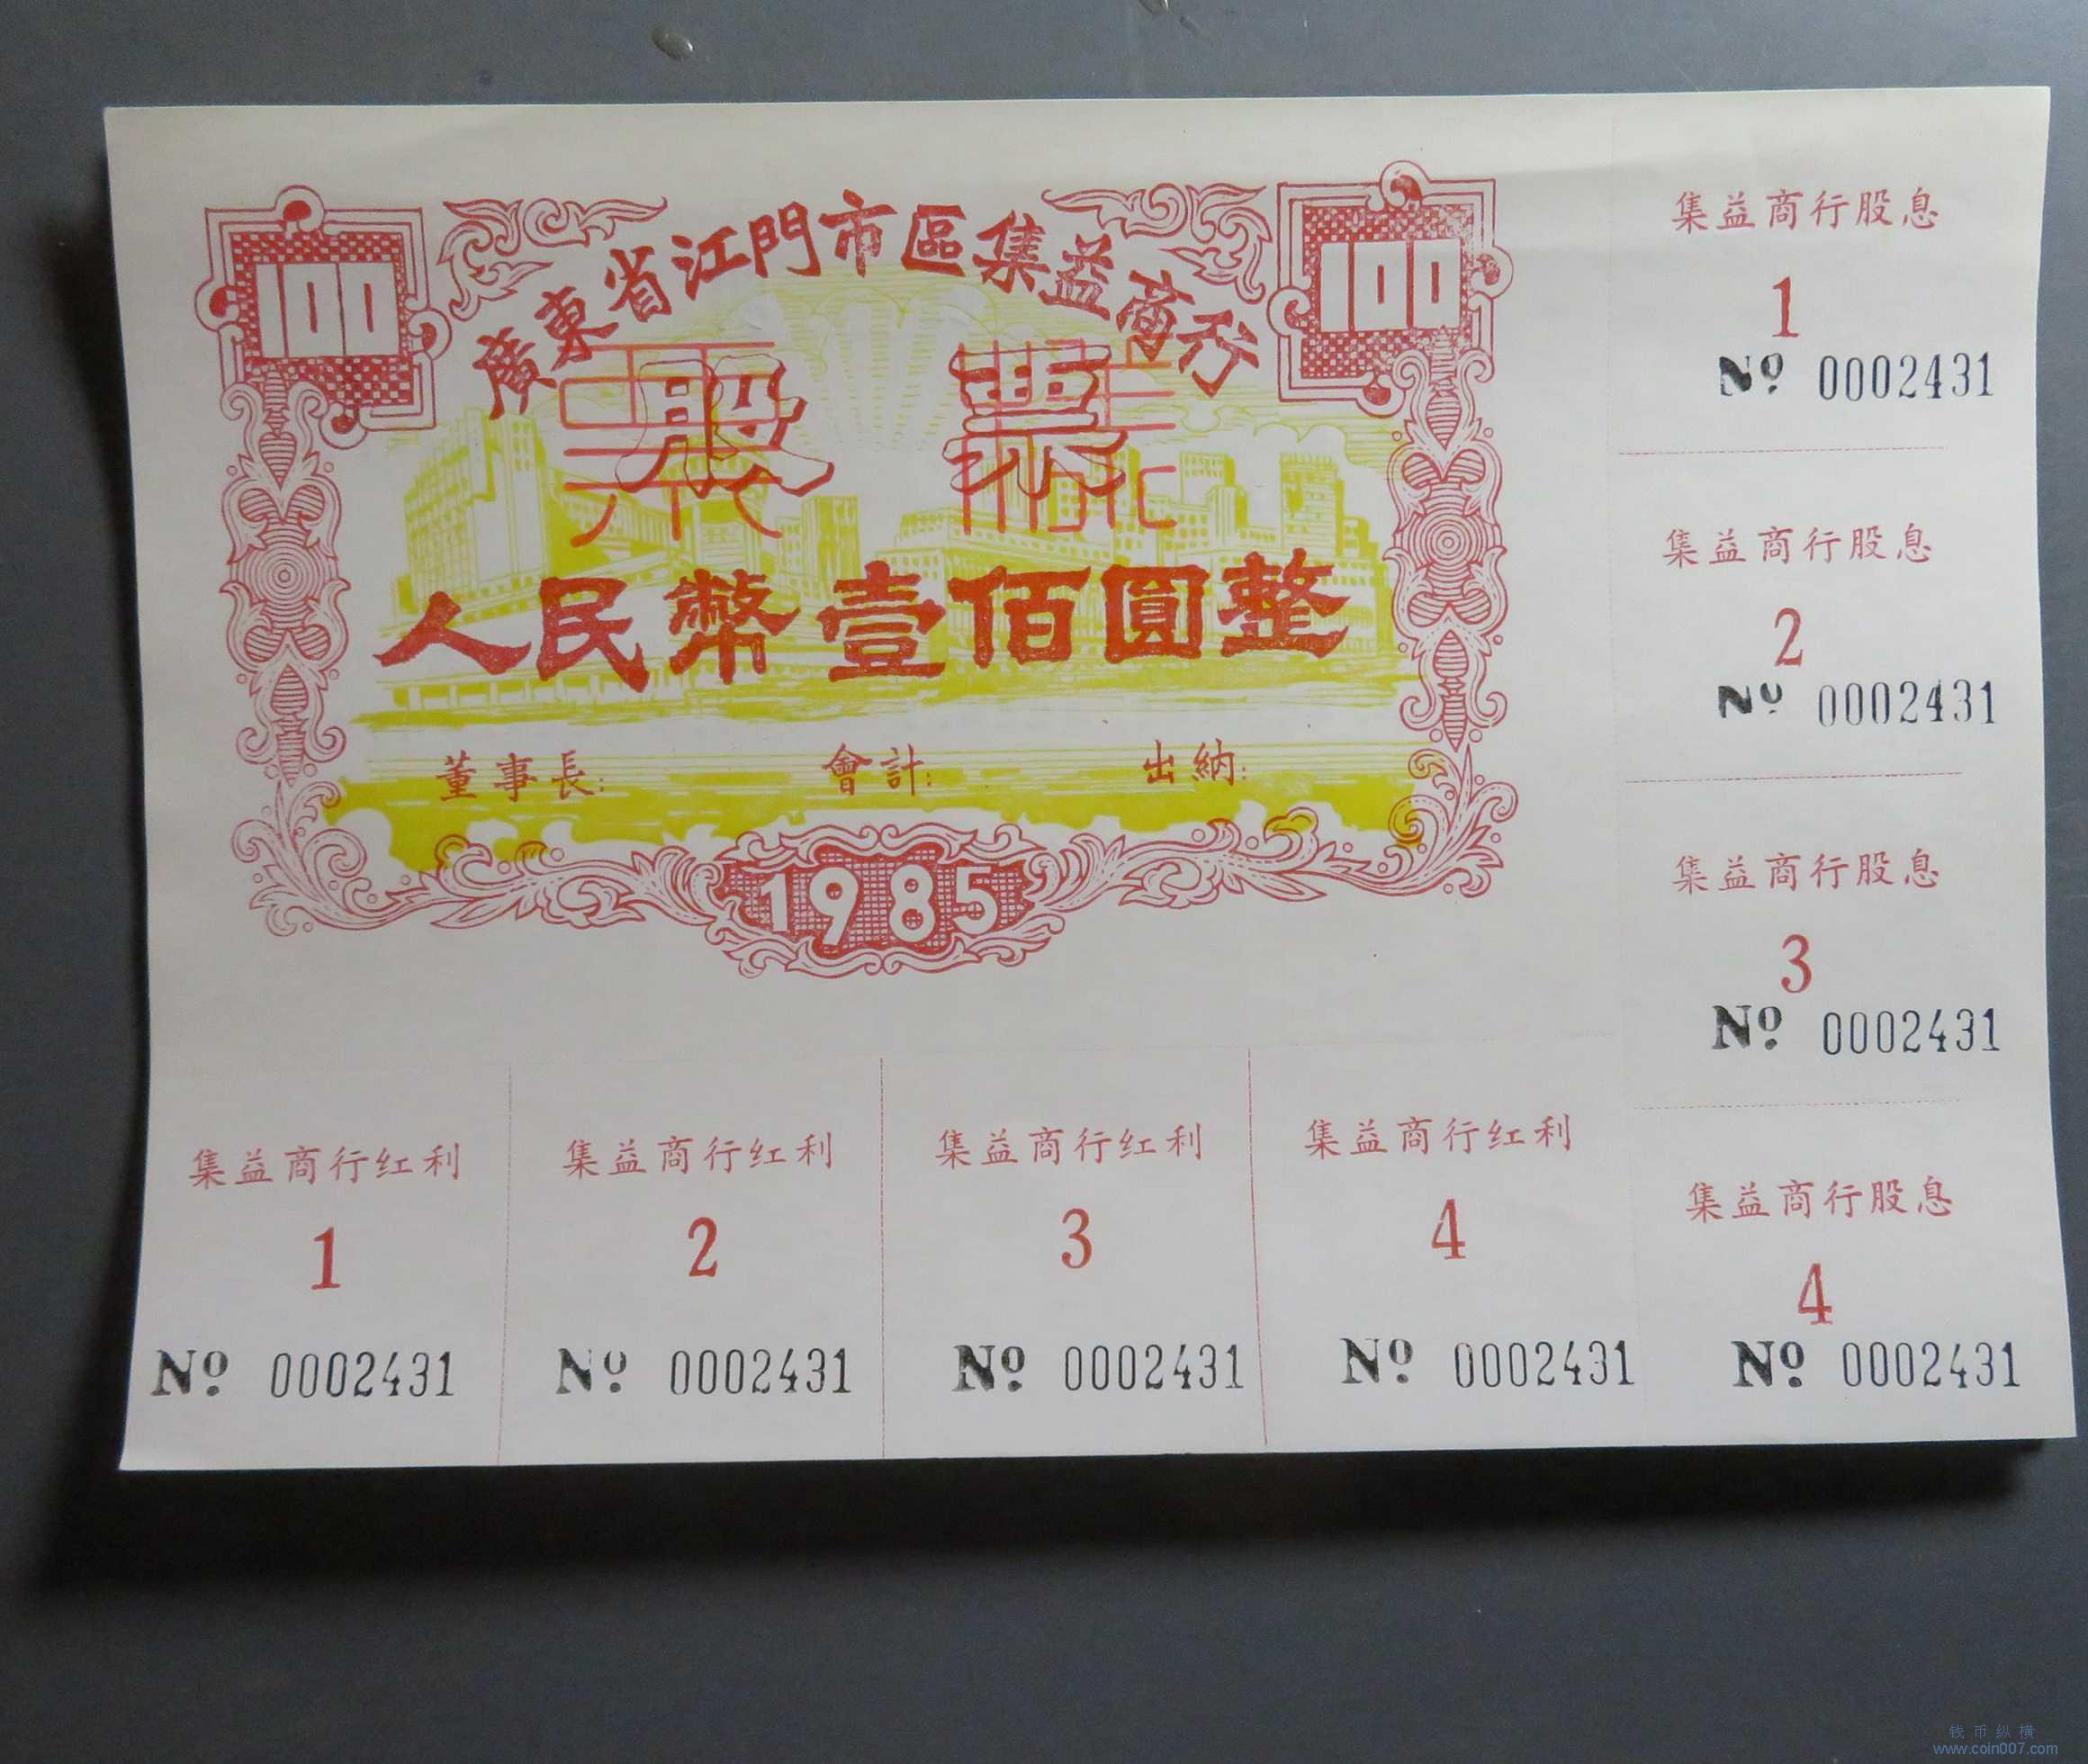 100
廣東省江門市區集益商行
100
股票
人民幣壹佰圓整
董事長:
會計:
出納:
1985
集益商行股息
1
Nº 0002431
集益商行股息
2
Nº 0002431
集益商行股息
3
Nº 0002431
集益商行股息
4
Nº 0002431
集益商行红利
1
Nº 0002431
集益商行红利
2
Nº 0002431
集益商行红利
3
Nº 0002431
集益商行红利
4
Nº 0002431
钱币纵横
www.coin007.com